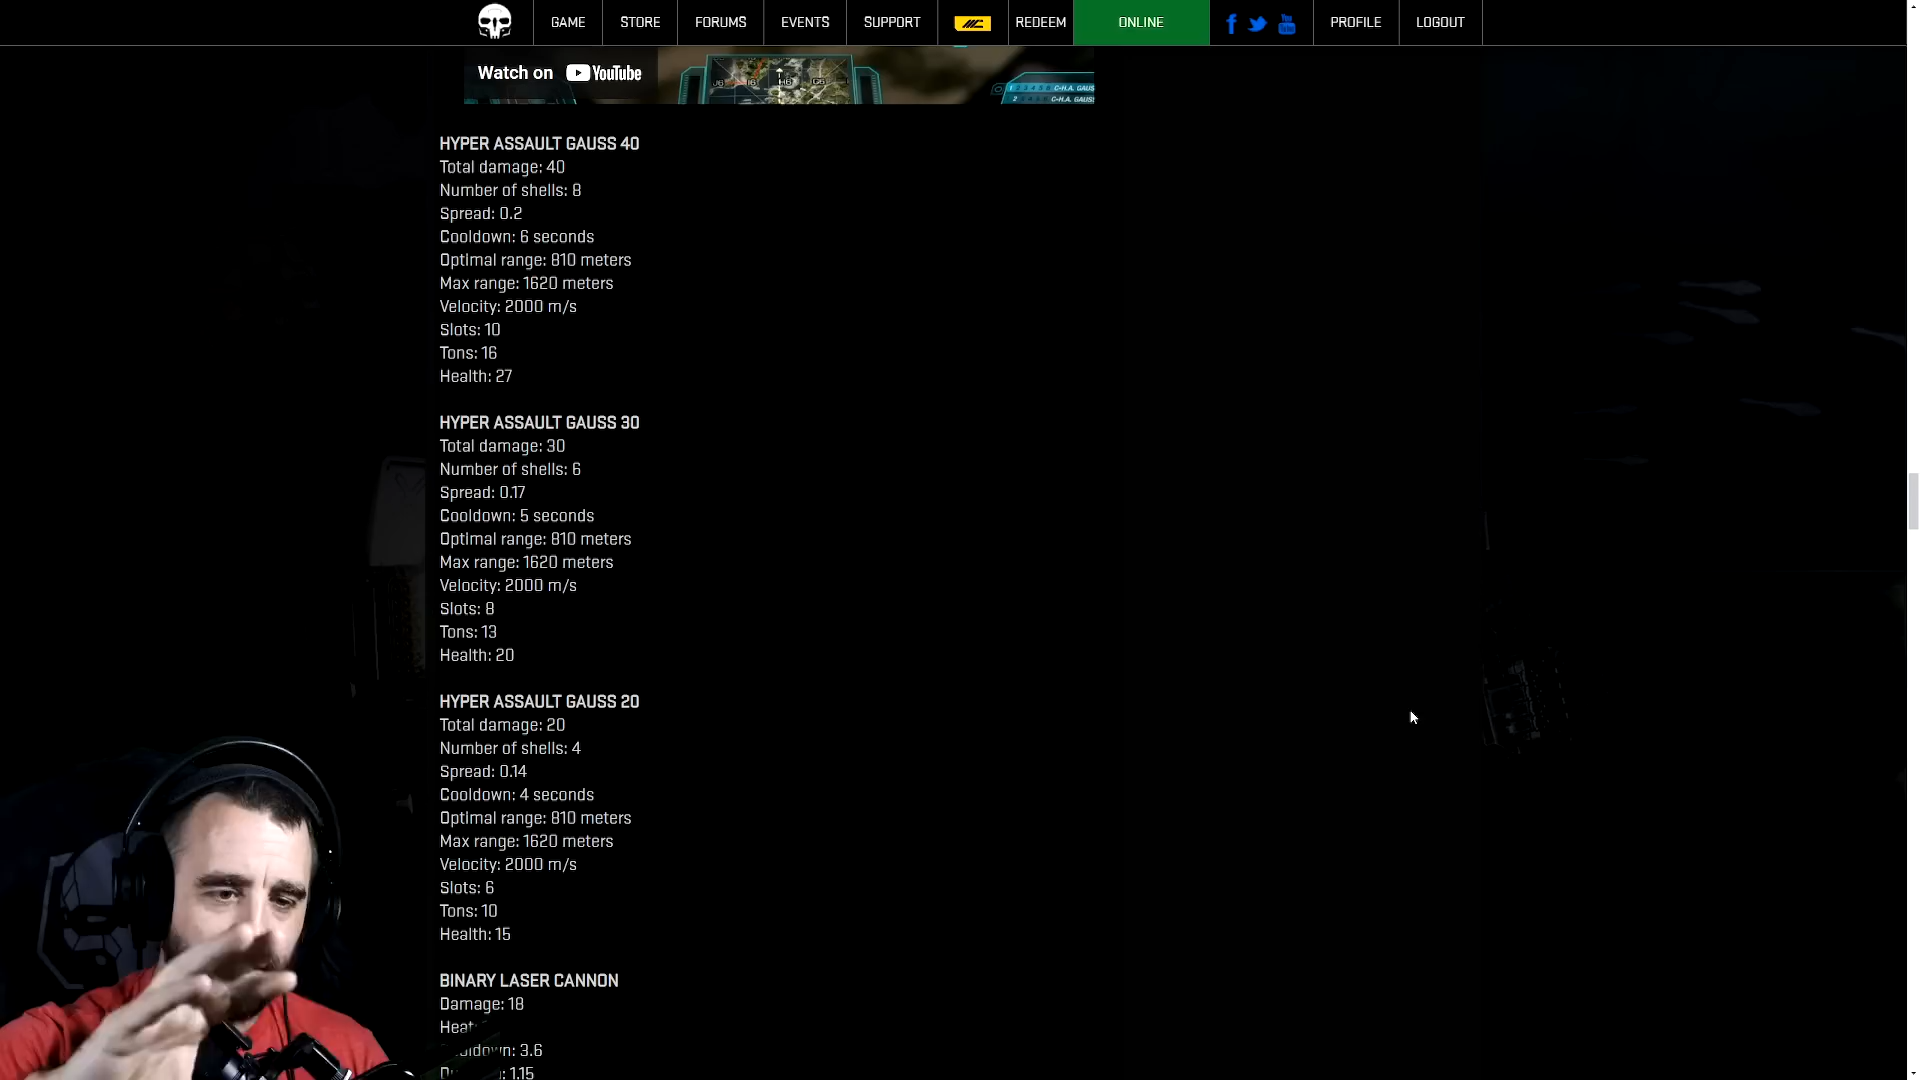 GAME STORE FORUMS EVENTS SUPPORT MC REDEEM ONLINE PROFILE LOGOUT
Watch on YouTube
HYPER ASSAULT GAUSS 40
Total damage: 40
Number of shells: 8
Spread: 0.2
Cooldown: 6 seconds
Optimal range: 810 meters
Max range: 1620 meters
Velocity: 2000 m/s
Slots: 10
Tons: 16
Health: 27
HYPER ASSAULT GAUSS 30
Total damage: 30
Number of shells: 6
Spread: 0.17
Cooldown: 5 seconds
Optimal range: 810 meters
Max range: 1620 meters
Velocity: 2000 m/s
Slots: 8
Tons: 13
Health: 20
HYPER ASSAULT GAUSS 20
Total damage: 20
Number of shells: 4
Spread: 0.14
Cooldown: 4 seconds
Optimal range: 810 meters
Max range: 1620 meters
Velocity: 2000 m/s
Slots: 6
Tons: 10
Health: 15
BINARY LASER CANNON
Damage: 18
Heat
3.6
1.15